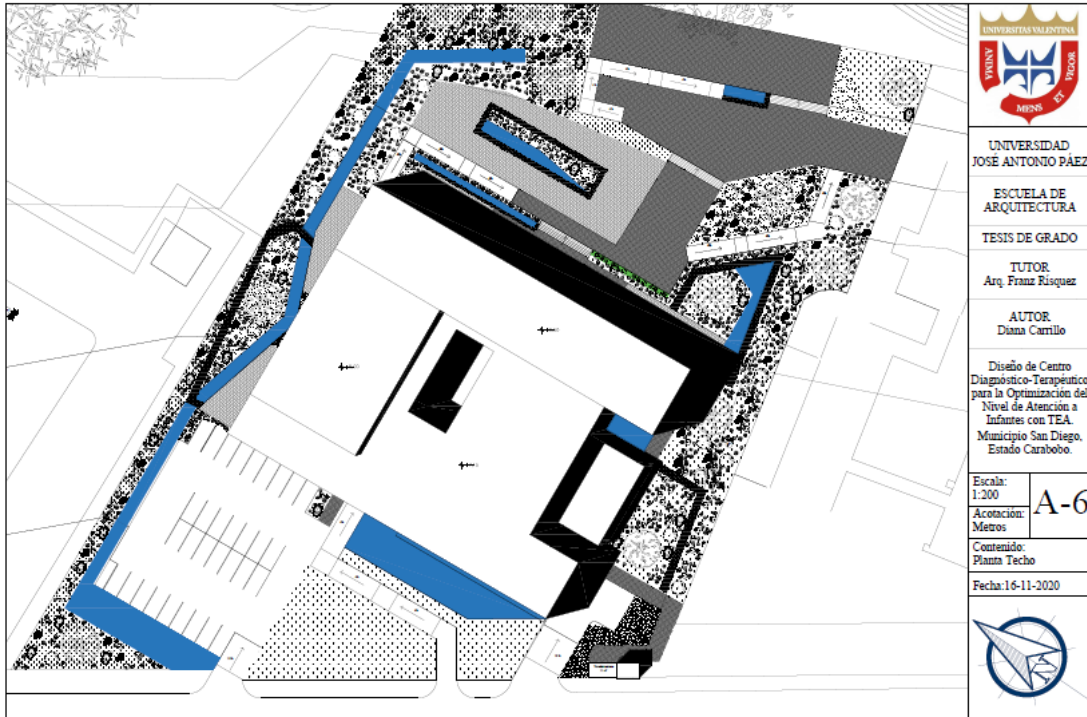 UNIVERSITAS VALENTINA
ANIMIA
MENS ET VIGOR
UNIVERSIDAD
JOSÉ ANTONIO PÁEZ
ESCUELA DE
ARQUITECTURA
TESIS DE GRADO
TUTOR
Arq. Franz Risquez
AUTOR
Diana Carrillo
Diseño de Centro
Diagnóstico-Terapéutico
para la Optimización del
Nivel de Atención a
Infantes con TEA.
Municipio San Diego,
Estado Carabobo.
Escala:
1:200
Acotación:
Metros
A-6
Contenido:
Planta Techo
Fecha:16-11-2020